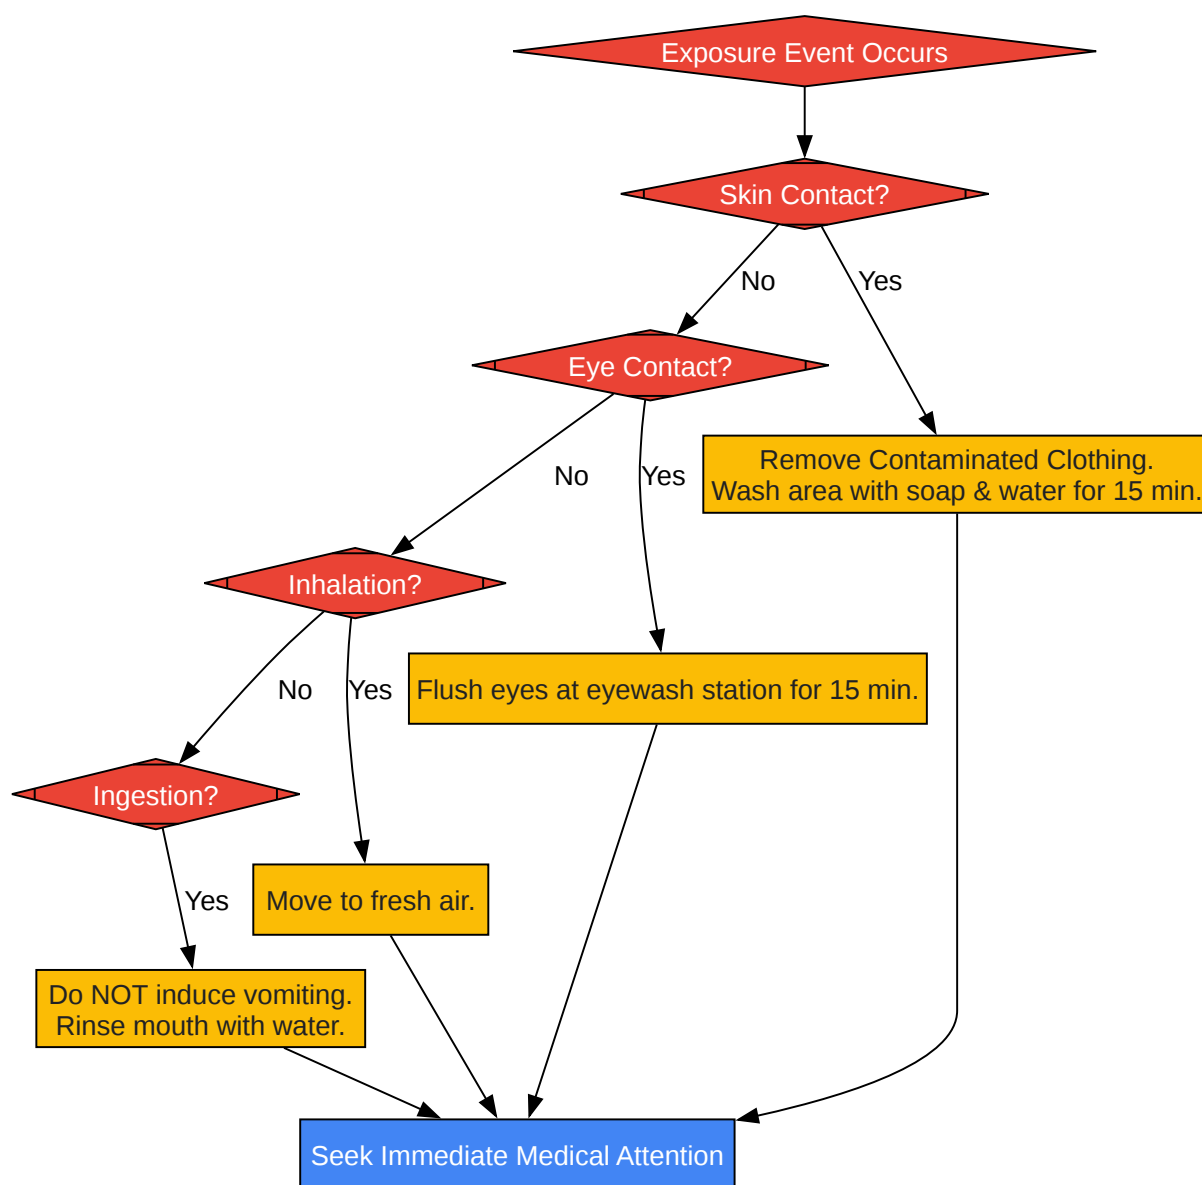 Exposure Event Occurs
Skin Contact?
No
Yes
Eye Contact?
Remove Contaminated Clothing.
Wash area with soap & water for 15 min.
No
Yes
Inhalation?
No
Yes
Flush eyes at eyewash station for 15 min.
Ingestion?
Yes
Move to fresh air.
Do NOT induce vomiting.
Rinse mouth with water.
Seek Immediate Medical Attention